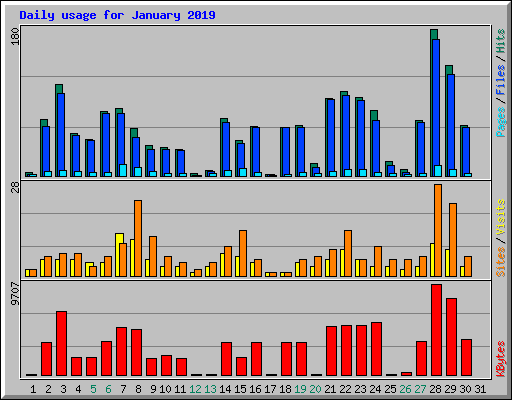 Daily usage for January 2019
180
Pages / Files / Hits
28
Sites / Visits
9707
KBytes
1 2 3 4 5 6 7 8 9 10 11 12 13 14 15 16 17 18 19 20 21 22 23 24 25 26 27 28 29 30 31